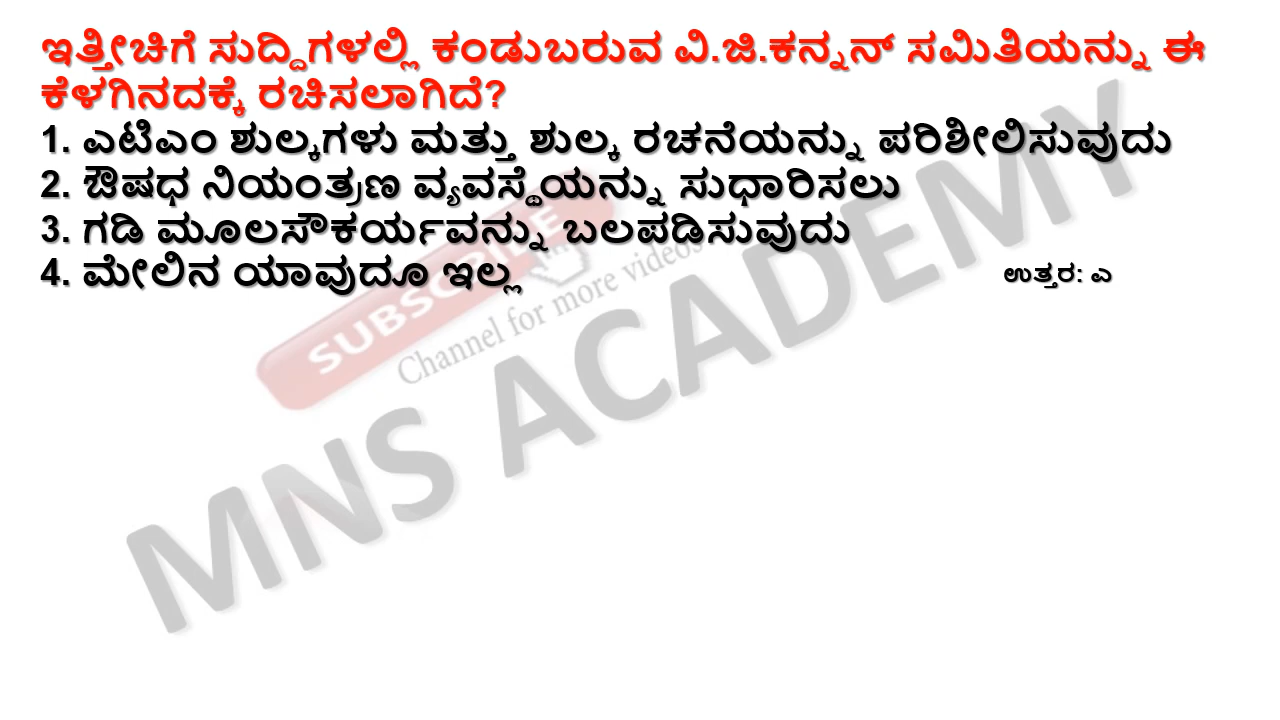 ಇತ್ತೀಚಿಗೆ ಸುದ್ದಿಗಳಲ್ಲಿ ಕಂಡುಬರುವ ವಿ.ಜಿ.ಕನ್ನನ್ ಸಮಿತಿಯನ್ನು ಈ
ಕೆಳಗಿನದಕ್ಕೆ ರಚಿಸಲಾಗಿದೆ?
1. ಎಟಿಎಂ ಶುಲ್ಕಗಳು ಮತ್ತು ಶುಲ್ಕ ರಚನೆಯನ್ನು ಪರಿಶೀಲಿಸುವುದು
2. ಔಷಧ ನಿಯಂತ್ರಣ ವ್ಯವಸ್ಥೆಯನ್ನು ಸುಧಾರಿಸಲು
3. ಗಡಿ ಮೂಲಸೌಕರ್ಯವನ್ನು ಬಲಪಡಿಸುವುದು
4. ಮೇಲಿನ ಯಾವುದೂ ಇಲ್ಲ ಉತ್ತರ: ಎ
SUBSCRIBE
Channel for more videos
MNS ACADEMY